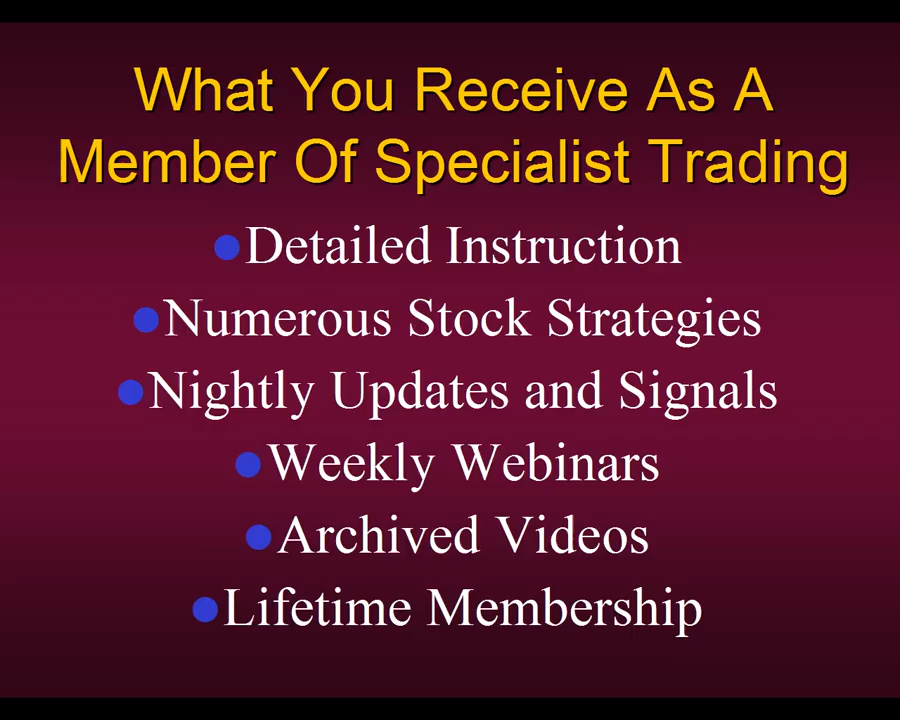 What You Receive As A
Member Of Specialist Trading
Detailed Instruction
Numerous Stock Strategies
Nightly Updates and Signals
Weekly Webinars
Archived Videos
Lifetime Membership